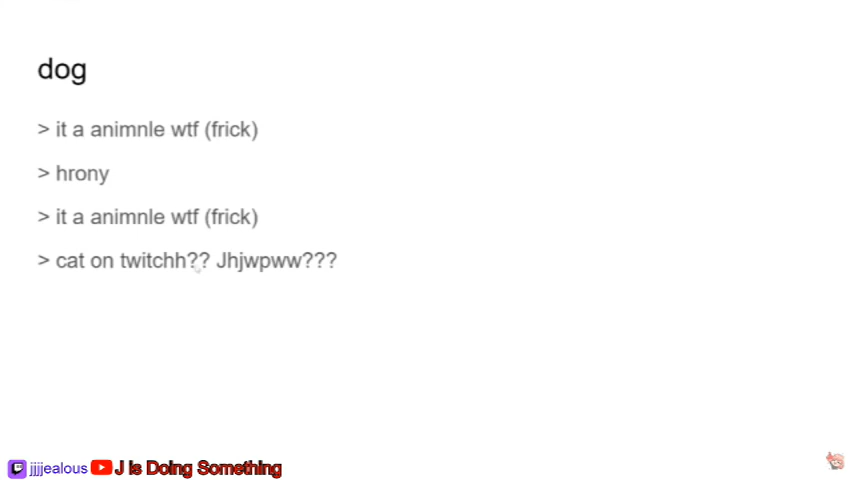 dog
> it a animnle wtf (frick)
> hrony
> it a animnle wtf (frick)
> cat on twitchh?? Jhjwpww???
jjjjealous J is Doing Something